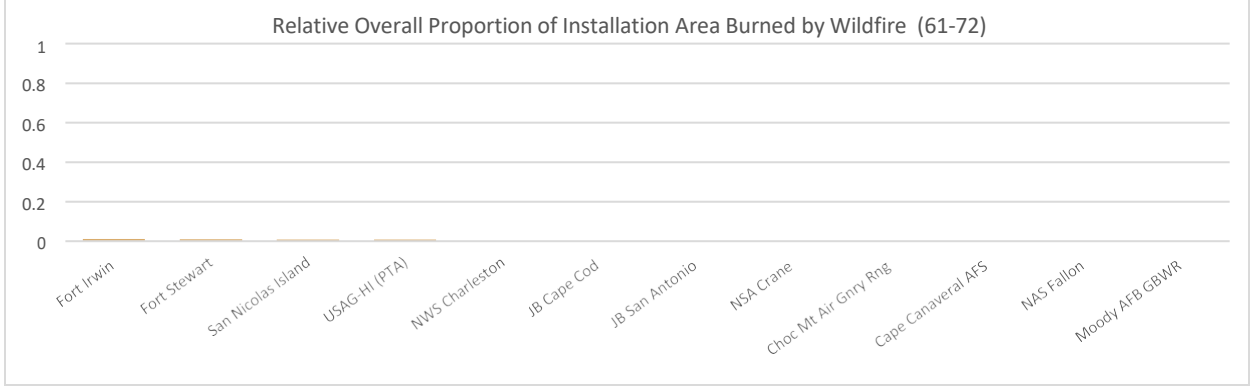 Relative Overall Proportion of Installation Area Burned by Wildfire (61-72)
1
0.8
0.6
0.4
0.2
0
Fort Irwin
Fort Stewart
San Nicolas Island
USAG-HI (PTA)
NWS Charleston
JB Cape Cod
JB San Antonio
NSA Crane
Choc Mt Air Gnry Rng
Cape Canaveral AFS
NAS Fallon
Moody AFB GBWR